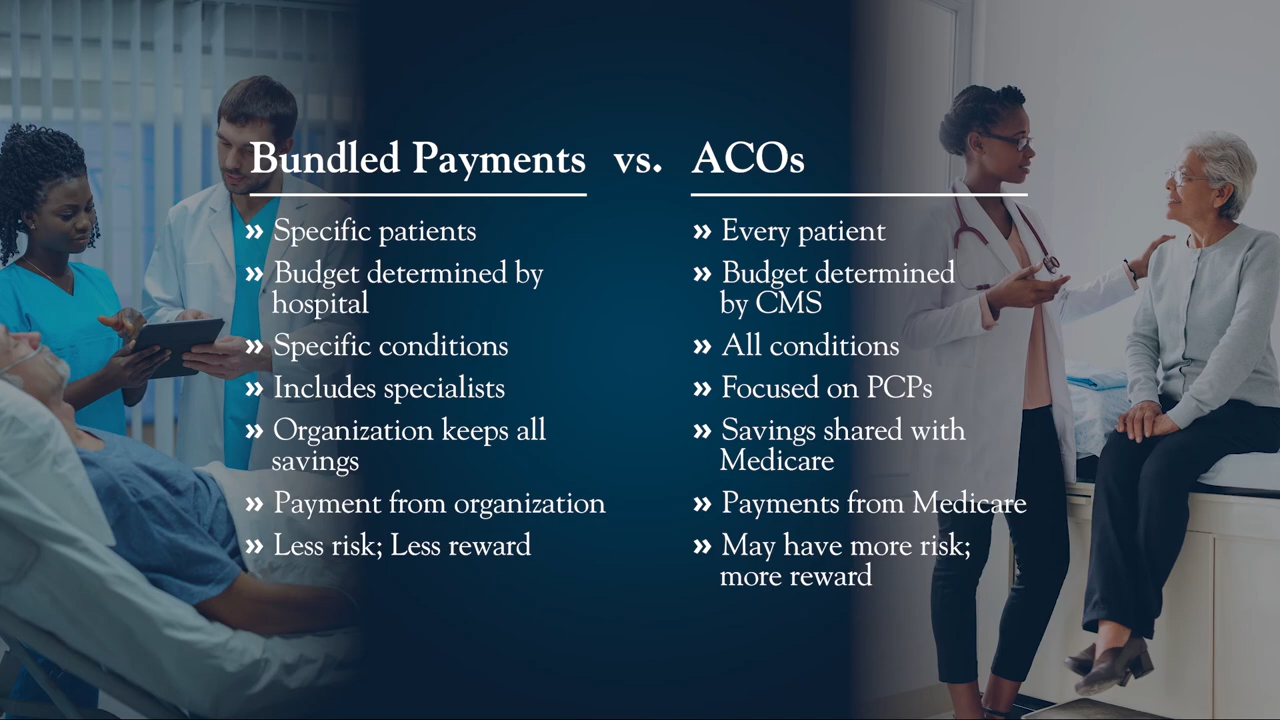 Bundled Payments vs. ACOs
» Specific patients
» Budget determined by
hospital
» Specific conditions
» Includes specialists
» Organization keeps all
savings
» Payment from organization
» Less risk; Less reward
» Every patient
» Budget determined
by CMS
» All conditions
» Focused on PCPs
» Savings shared with
Medicare
» Payments from Medicare
» May have more risk;
more reward